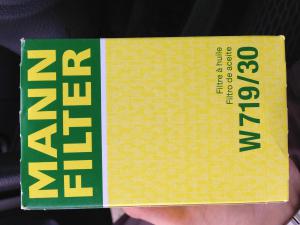 MANN
FILTER
Filtre à huile
Filtro de aceite
W 719/30